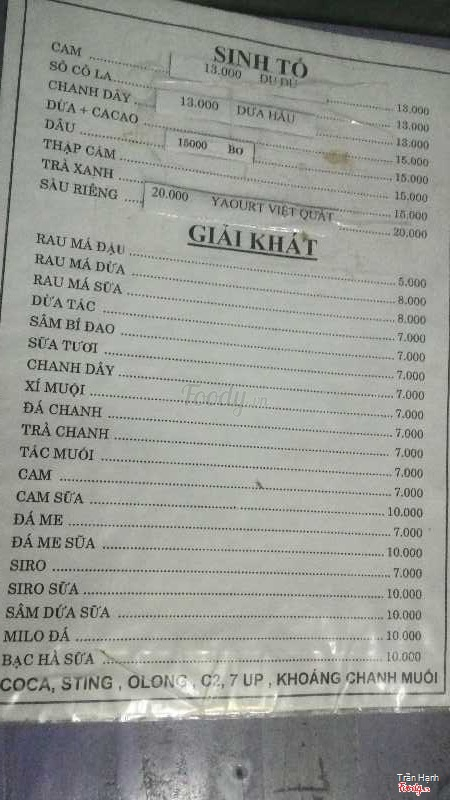 SINH TỐ
CAM 13.000 ĐU ĐỦ 13.000
SÔ CÔ LA 13.000
CHANH DÂY 13.000 DƯA HẤU 13.000
DỪA + CACAO 15.000
DÂU 15000 BƠ 15.000
THẬP CẨM 15.000
TRÀ XANH 15.000
SẦU RIÊNG 20.000 YAOURT VIỆT QUẤT 20.000
GIẢI KHÁT
RAU MÁ ĐẬU 5.000
RAU MÁ DỪA 8.000
RAU MÁ SỮA 8.000
DỪA TẮC 7.000
SÂM BÍ ĐAO 7.000
SỮA TƯƠI 7.000
CHANH DÂY 7.000
XÍ MUỘI 7.000
ĐÁ CHANH 7.000
TRÀ CHANH 7.000
TẮC MUỐI 7.000
CAM 7.000
CAM SỮA 10.000
ĐÁ ME 7.000
ĐÁ ME SỮA 10.000
SIRO 7.000
SIRO SỮA 10.000
SÂM DỨA SỮA 10.000
MILO ĐÁ 10.000
BẠC HÀ SỮA 10.000
COCA, STING , OLONG , C2, 7 UP , KHOÁNG CHANH MUỐI
Foody.vn
Trần Hạnh
Foody.vn